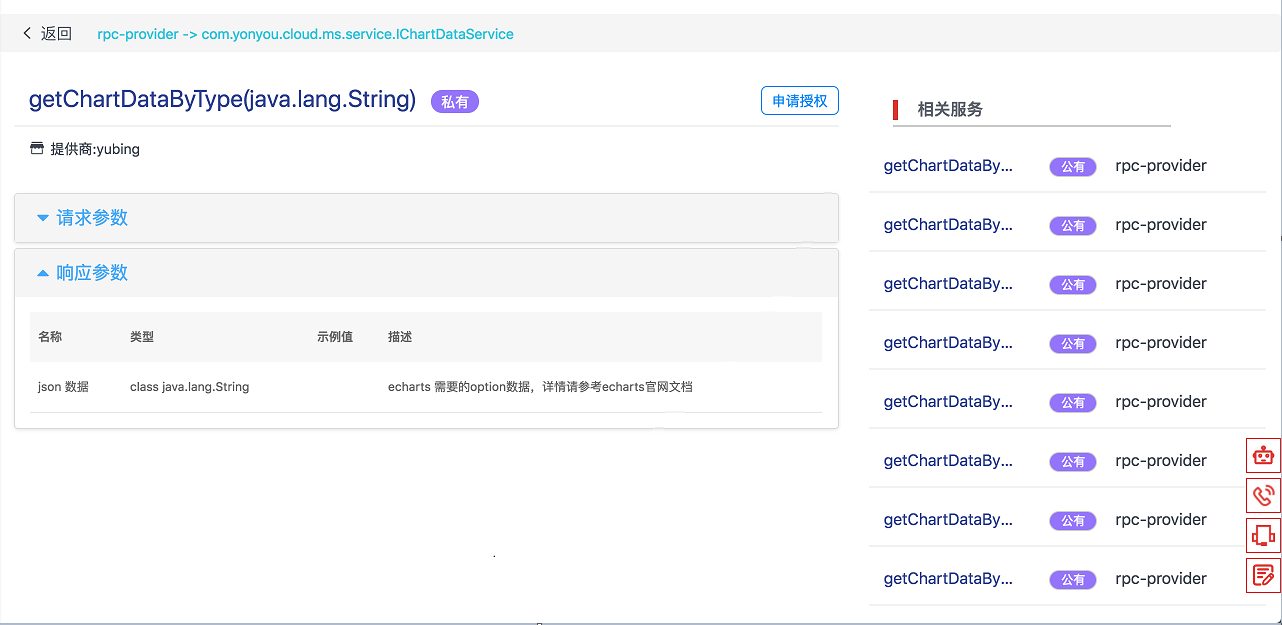 返回 rpc-provider -> com.yonyou.cloud.ms.service.IChartDataService
getChartDataByType(java.lang.String) 私有 申请授权
提供商:yubing
请求参数
响应参数
名称 类型 示例值 描述
json 数据 class java.lang.String echarts 需要的option数据，详情请参考echarts官网文档
相关服务
getChartDataBy... 公有 rpc-provider
getChartDataBy... 公有 rpc-provider
getChartDataBy... 公有 rpc-provider
getChartDataBy... 公有 rpc-provider
getChartDataBy... 公有 rpc-provider
getChartDataBy... 公有 rpc-provider
getChartDataBy... 公有 rpc-provider
getChartDataBy... 公有 rpc-provider